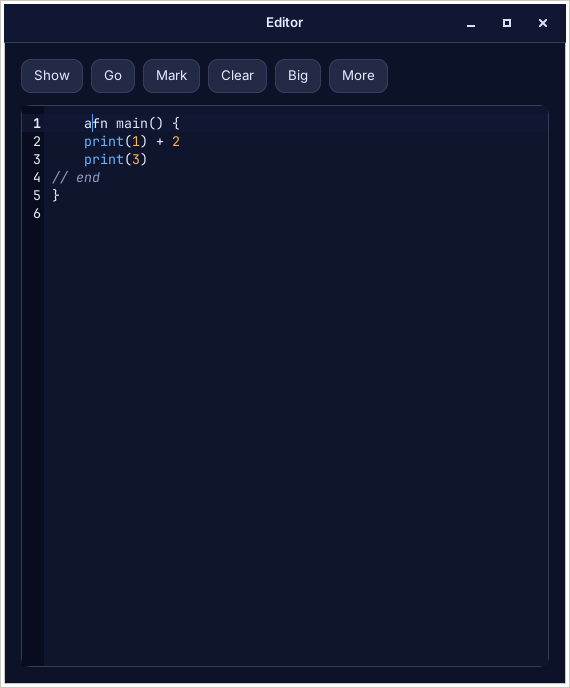 Editor
Show Go Mark Clear Big More
1     afn main() {
2     print(1) + 2
3     print(3)
4 // end
5 }
6